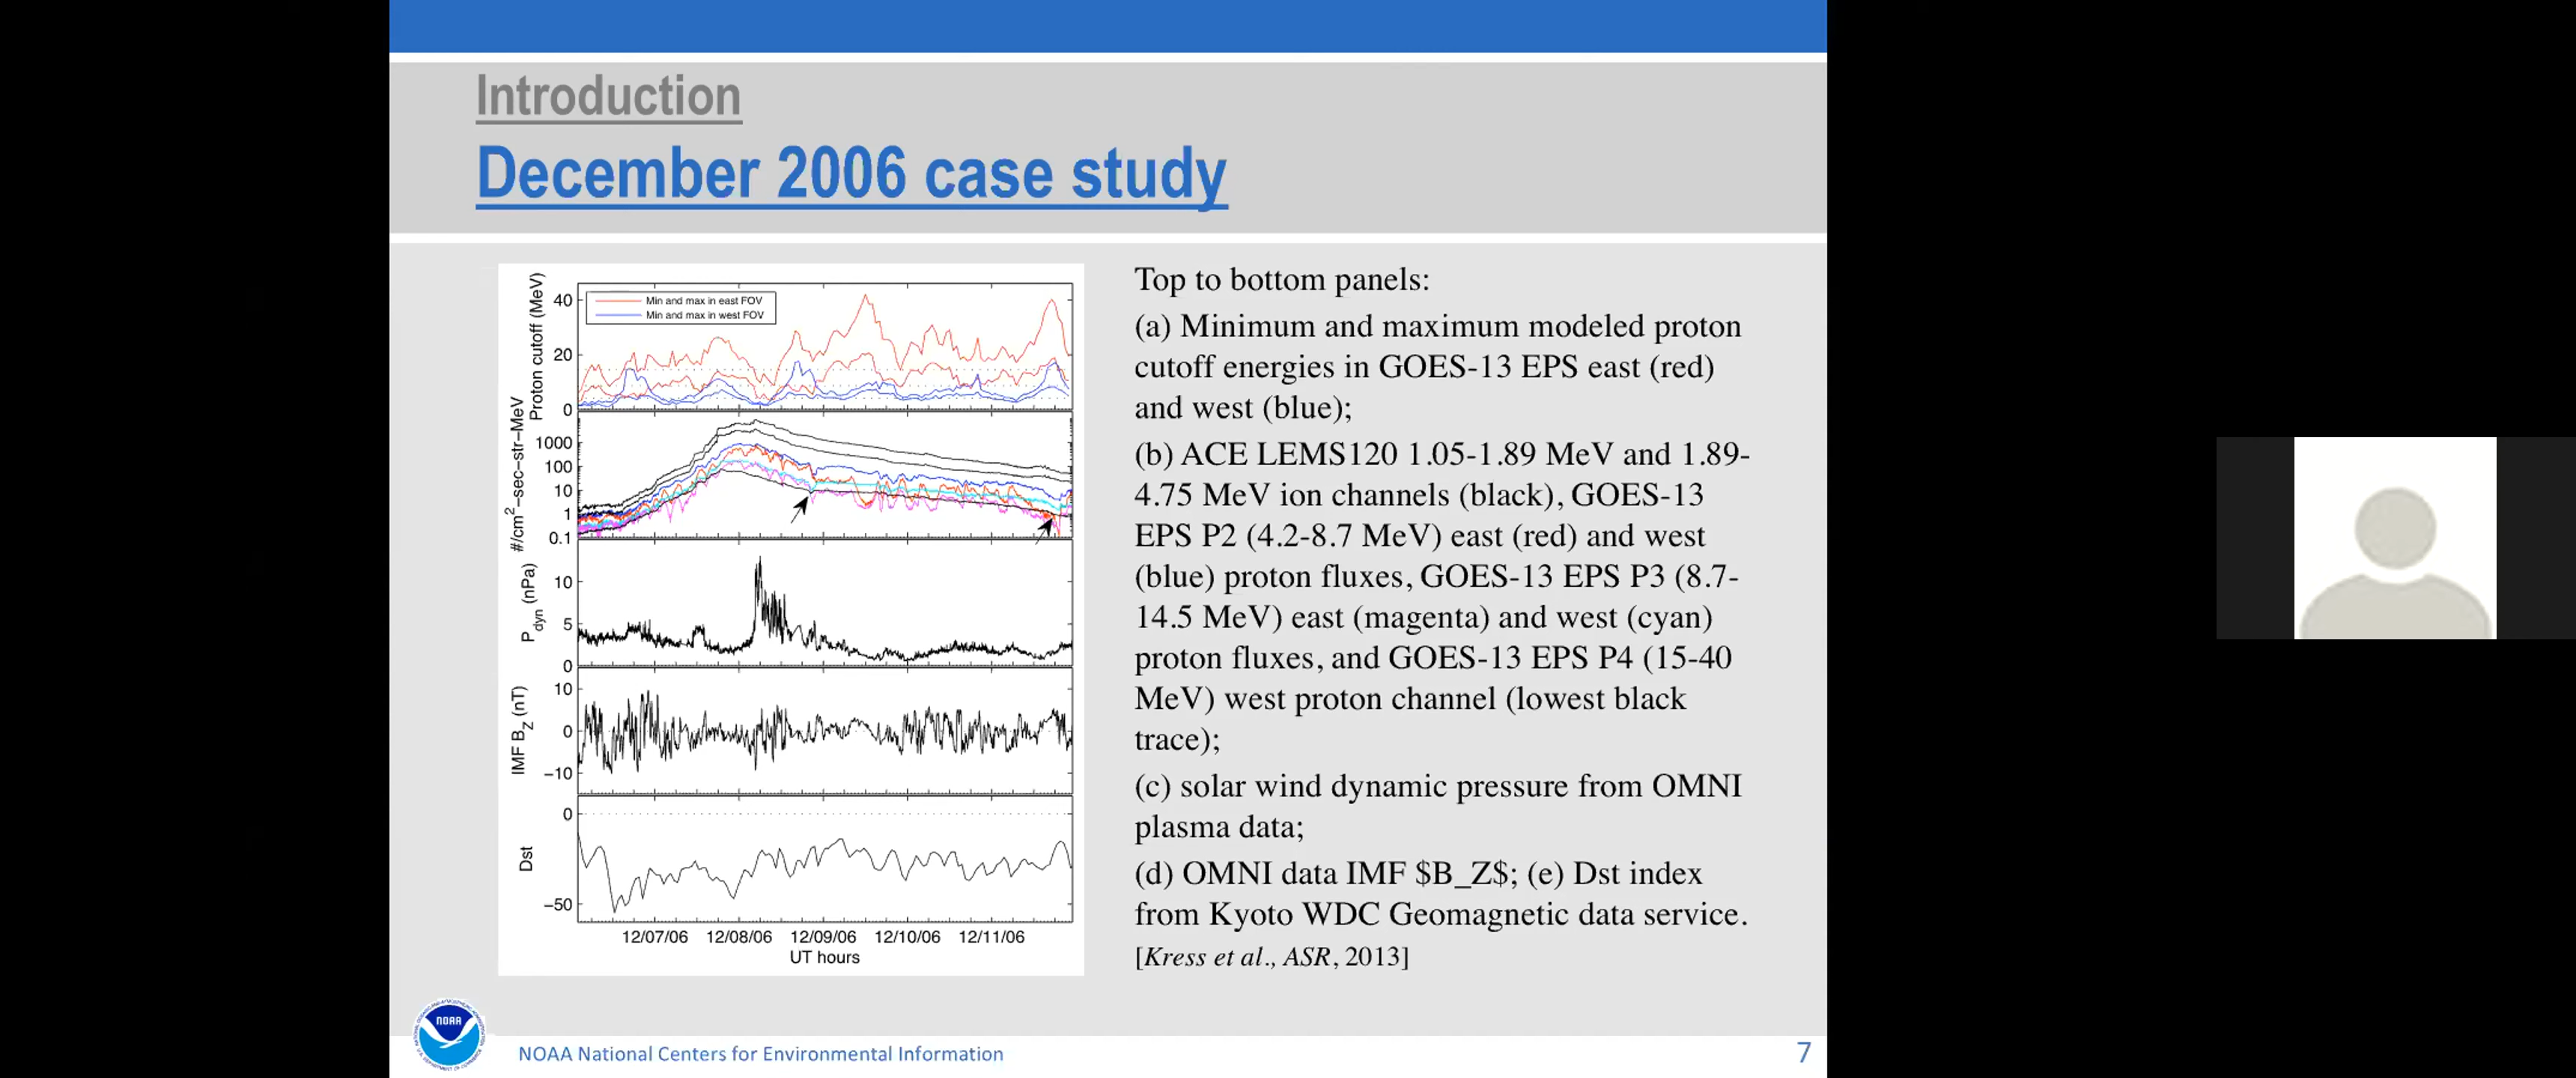 Introduction
December 2006 case study
Proton cutoff (MeV)
40
20
0
Min and max in east FOV
Min and max in west FOV
#/cm2–sec–str–MeV
1000
100
10
1
0.1
Pdyn (nPa)
10
5
0
IMF BZ (nT)
10
0
−10
Dst
0
−50
12/07/06 12/08/06 12/09/06 12/10/06 12/11/06
UT hours
Top to bottom panels:
(a) Minimum and maximum modeled proton
cutoff energies in GOES-13 EPS east (red)
and west (blue);
(b) ACE LEMS120 1.05-1.89 MeV and 1.89-
4.75 MeV ion channels (black), GOES-13
EPS P2 (4.2-8.7 MeV) east (red) and west
(blue) proton fluxes, GOES-13 EPS P3 (8.7-
14.5 MeV) east (magenta) and west (cyan)
proton fluxes, and GOES-13 EPS P4 (15-40
MeV) west proton channel (lowest black
trace);
(c) solar wind dynamic pressure from OMNI
plasma data;
(d) OMNI data IMF $B_Z$; (e) Dst index
from Kyoto WDC Geomagnetic data service.
[Kress et al., ASR, 2013]
NOAA
NOAA National Centers for Environmental Information
7